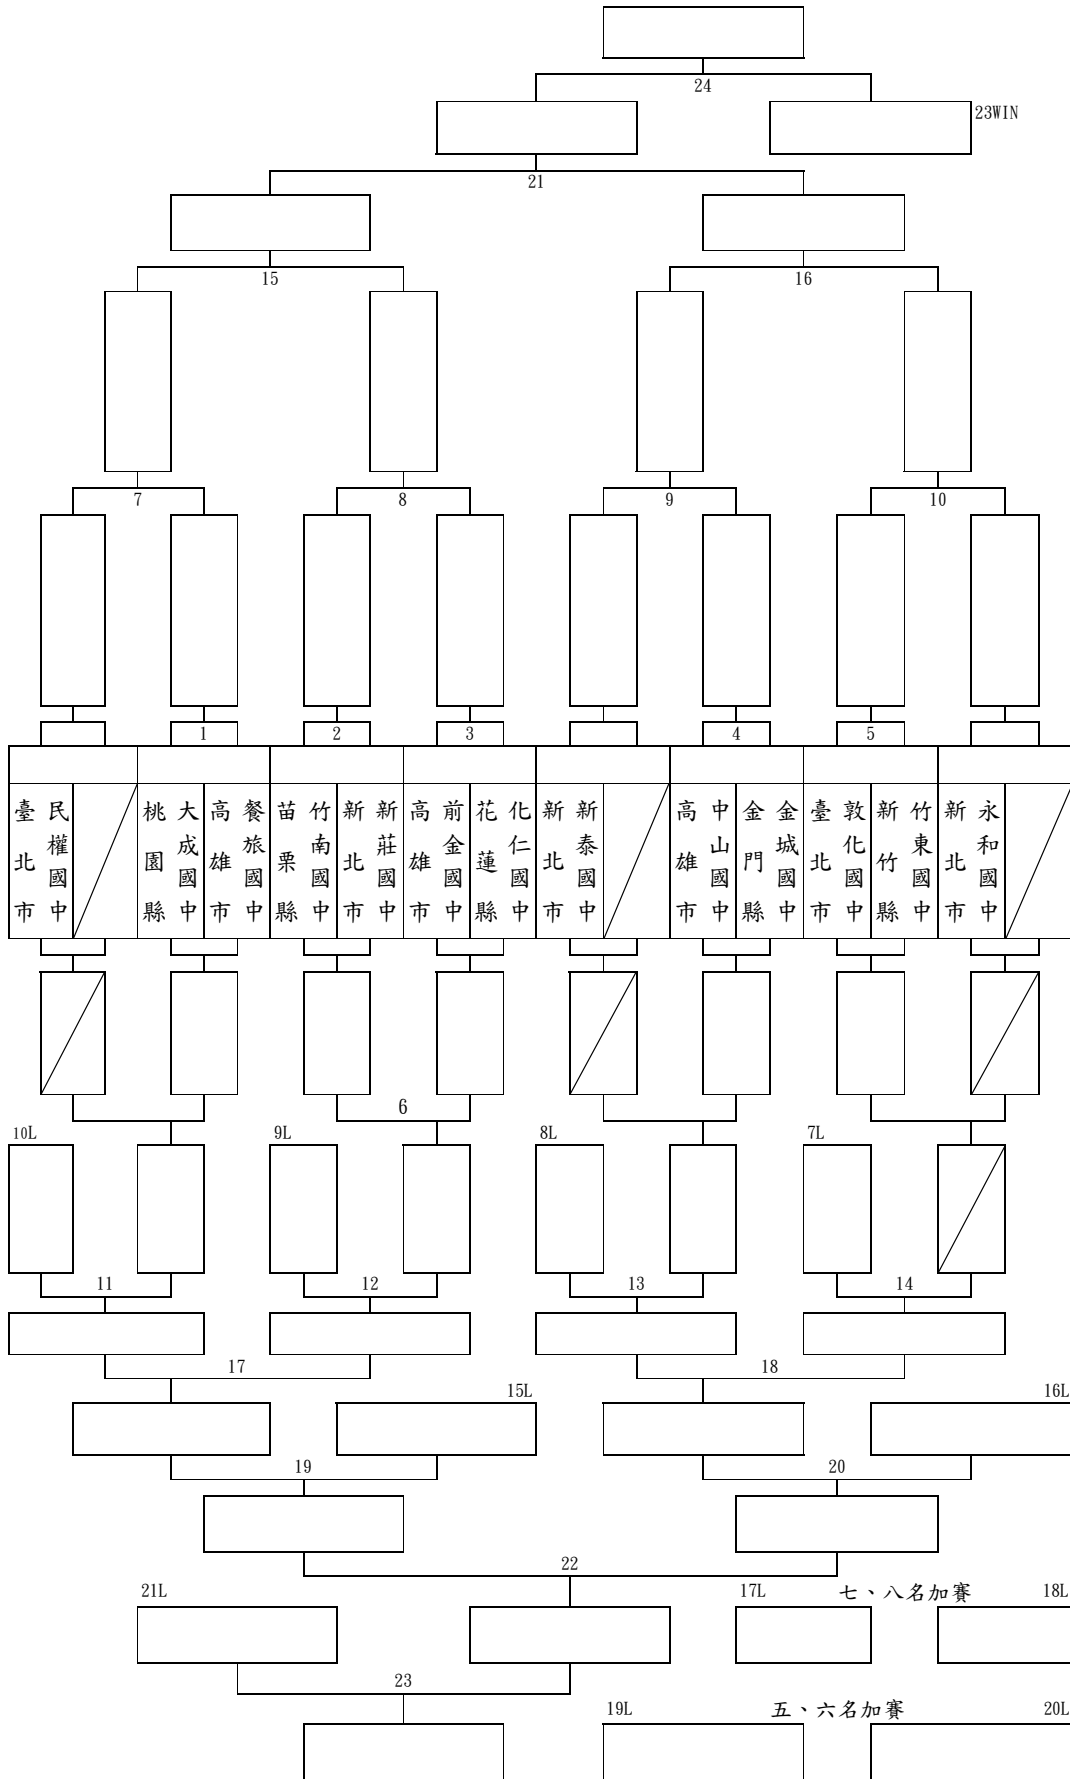 24
23WIN
21
15
16
7
8
9
10
1
2
3
4
5
臺北市
民權國中
桃園縣
大成國中
高雄市
餐旅國中
苗栗縣
竹南國中
新北市
新莊國中
高雄市
前金國中
花蓮縣
化仁國中
新北市
新泰國中
高雄市
中山國中
金門縣
金城國中
臺北市
敦化國中
新竹縣
竹東國中
新北市
永和國中
6
10L
9L
8L
7L
11
12
13
14
17
18
15L
16L
19
20
22
21L
17L
七、八名加賽
18L
23
19L
五、六名加賽
20L